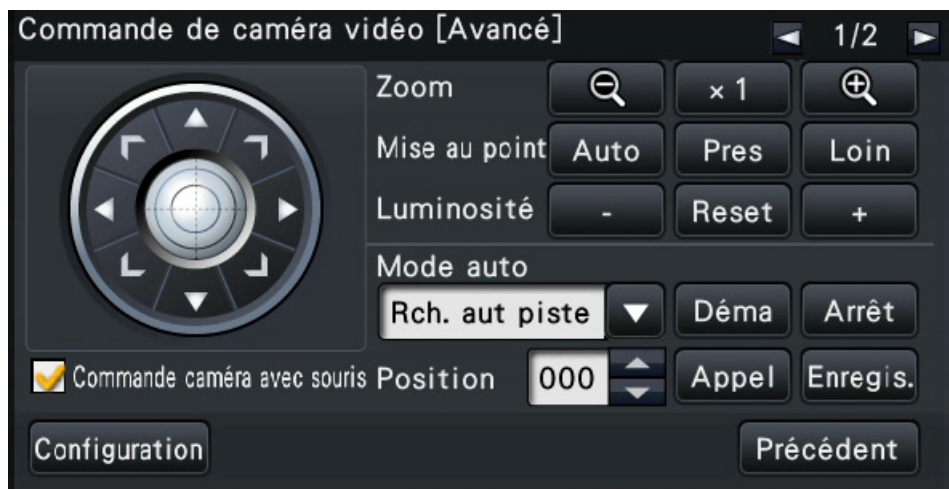 Commande de caméra vidéo [Avancé] 1/2
Zoom × 1
Mise au point Auto Pres Loin
Luminosité - Reset +
Mode auto
Rch. aut piste Déma Arrêt
Commande caméra avec souris Position 000 Appel Enregis.
Configuration Précédent